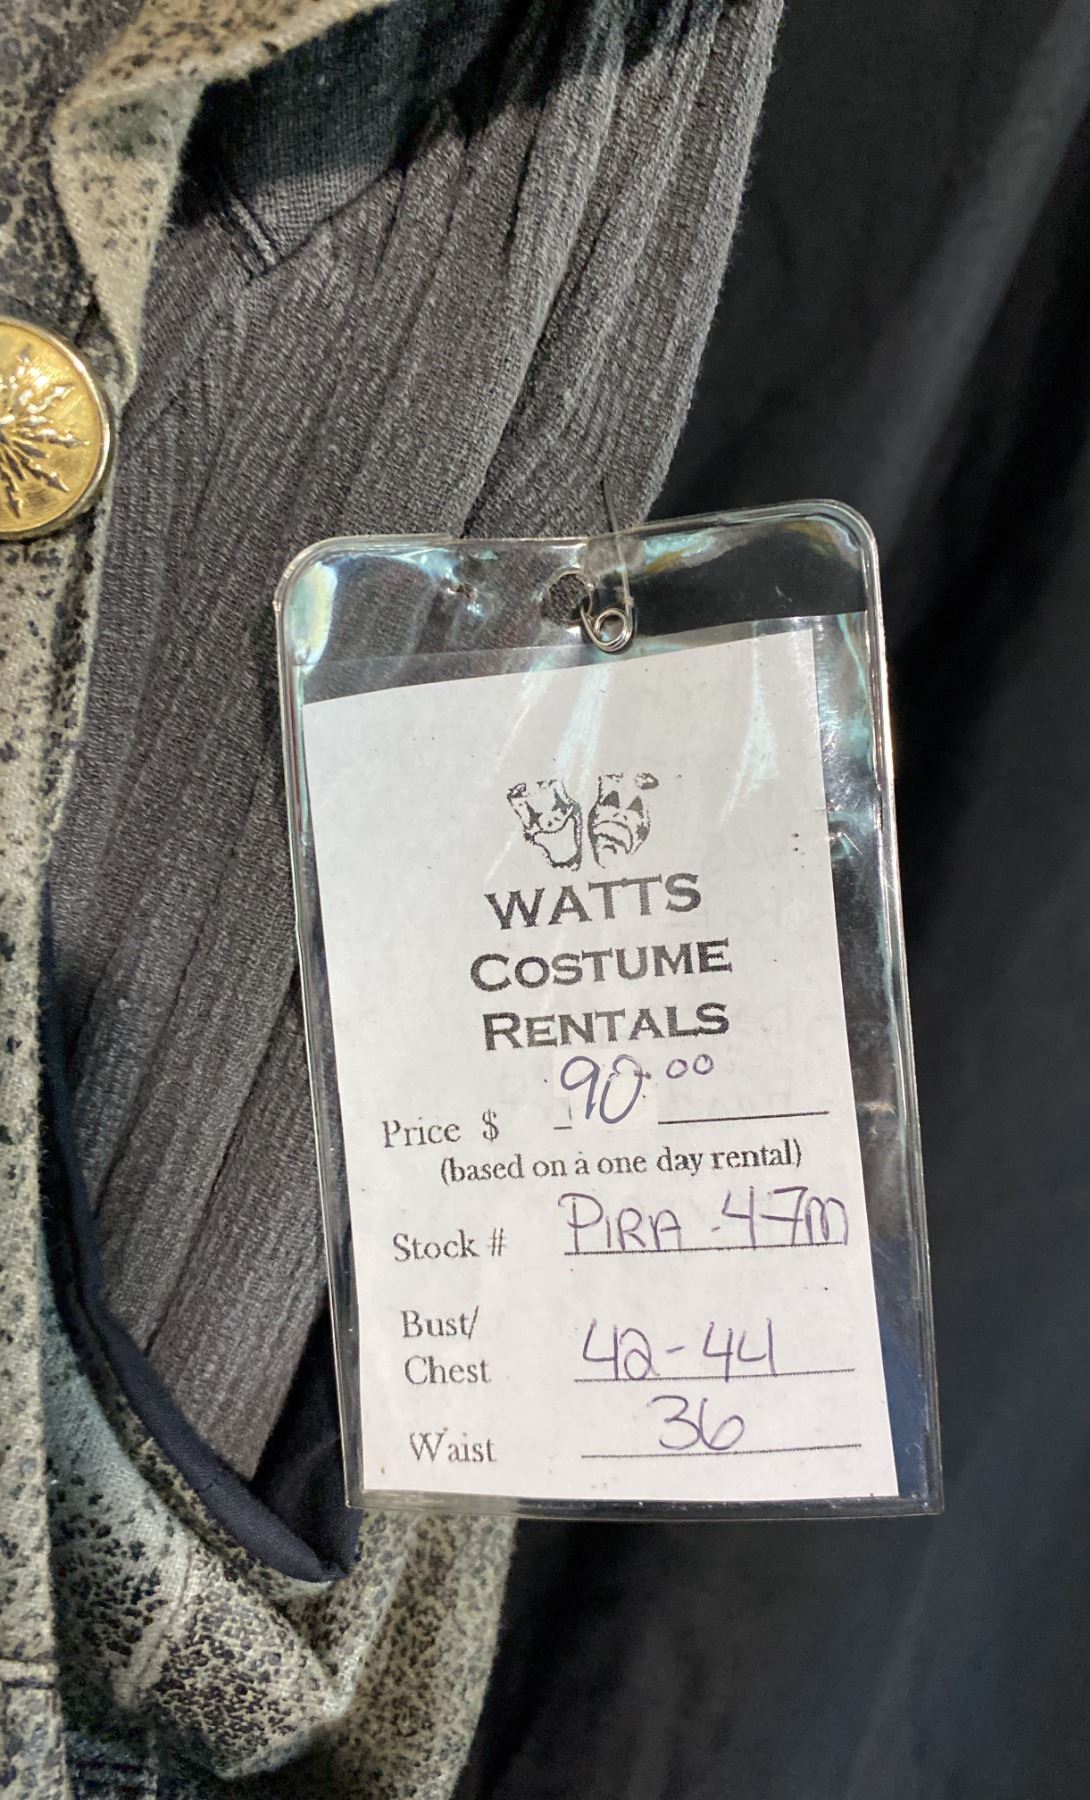 WATTS
COSTUME
RENTALS
Price $ 90.00
(based on a one day rental)
Stock # PIRA-47M
Bust/
Chest 42-44
Waist 36